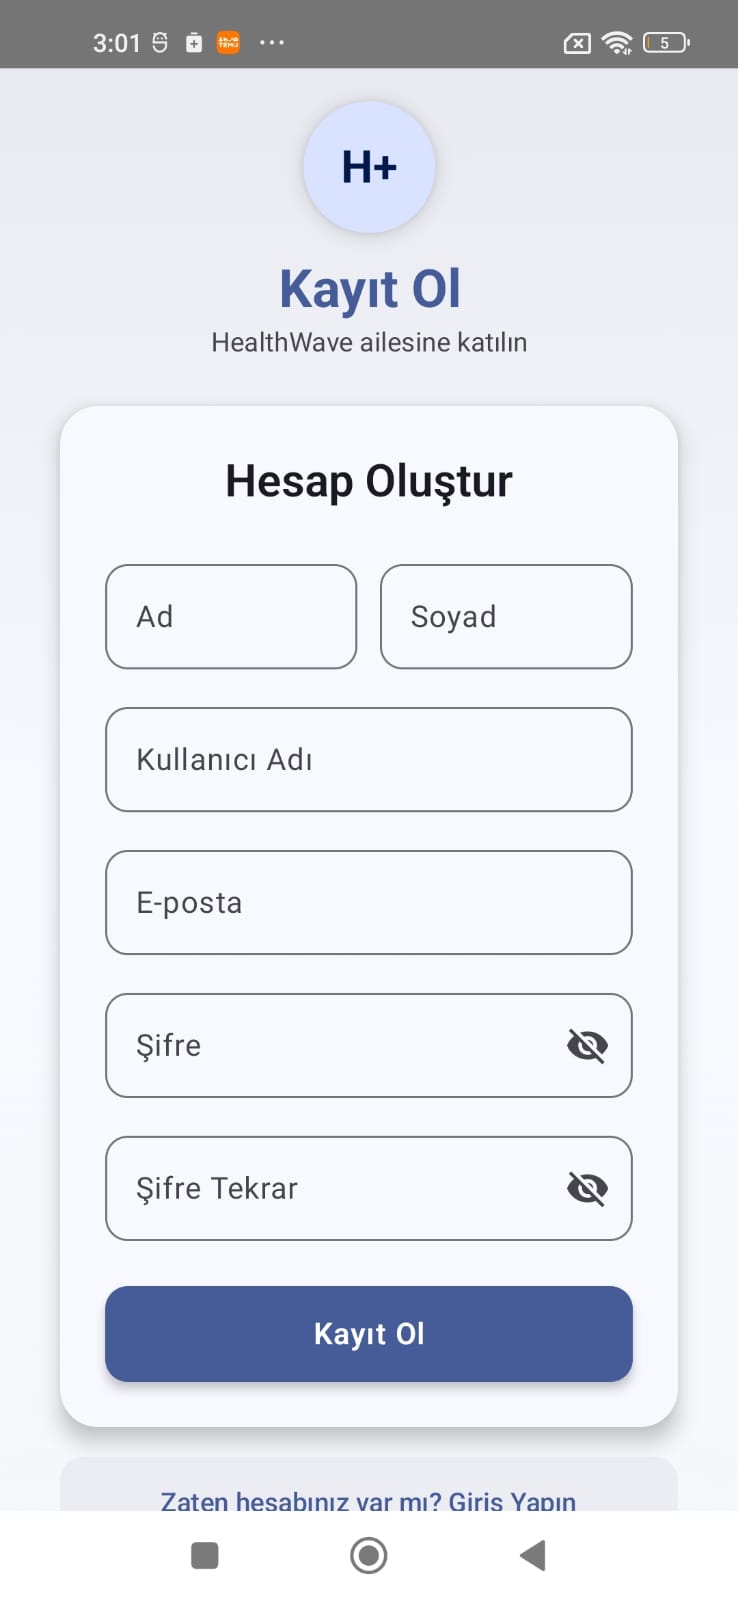 3:01
TEMU
5
H+
Kayıt Ol
HealthWave ailesine katılın
Hesap Oluştur
Ad
Soyad
Kullanıcı Adı
E-posta
Şifre
Şifre Tekrar
Kayıt Ol
Zaten hesabınız var mı? Giriş Yapın